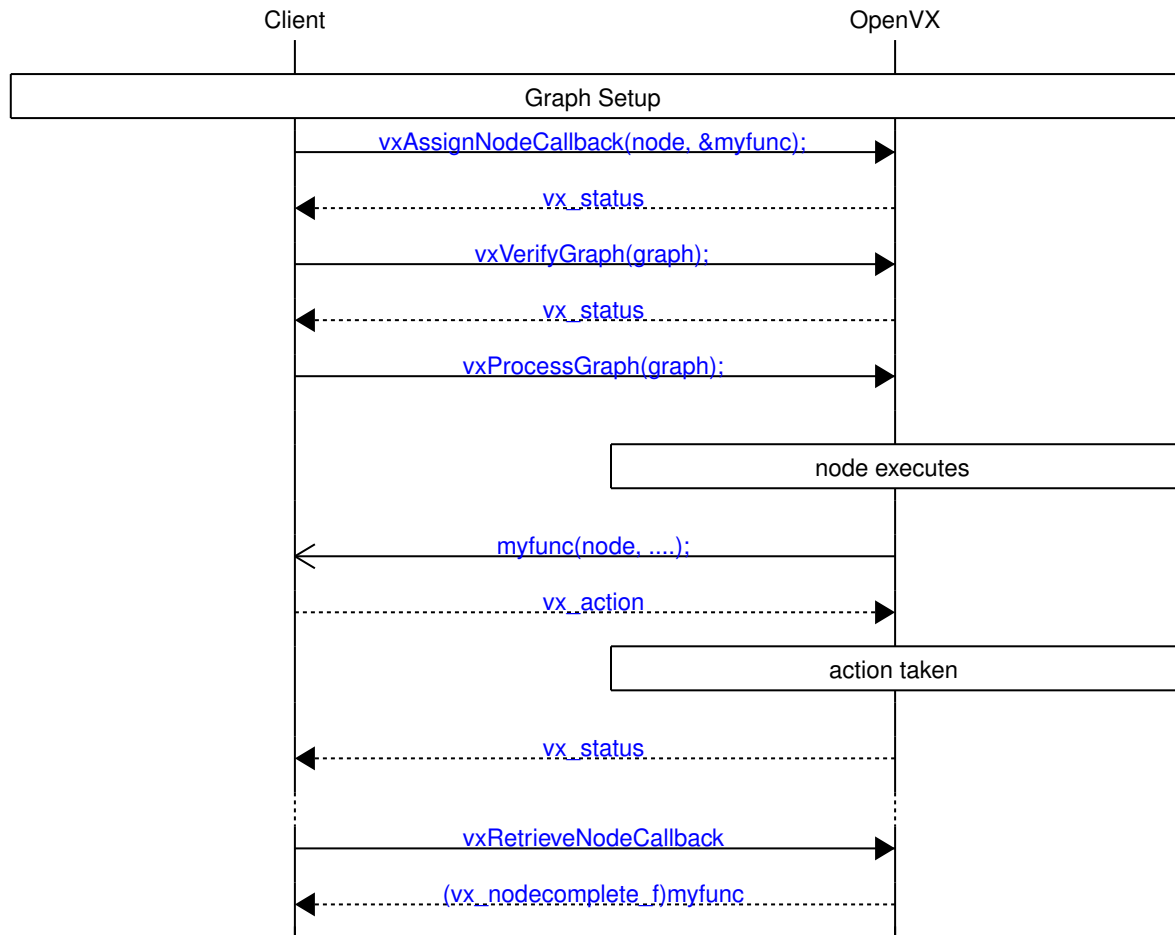 Client
OpenVX
Graph Setup
vxAssignNodeCallback(node, &myfunc);
vx_status
vxVerifyGraph(graph);
vx_status
vxProcessGraph(graph);
node executes
myfunc(node, ....);
vx_action
action taken
vx_status
vxRetrieveNodeCallback
(vx_nodecomplete_f)myfunc